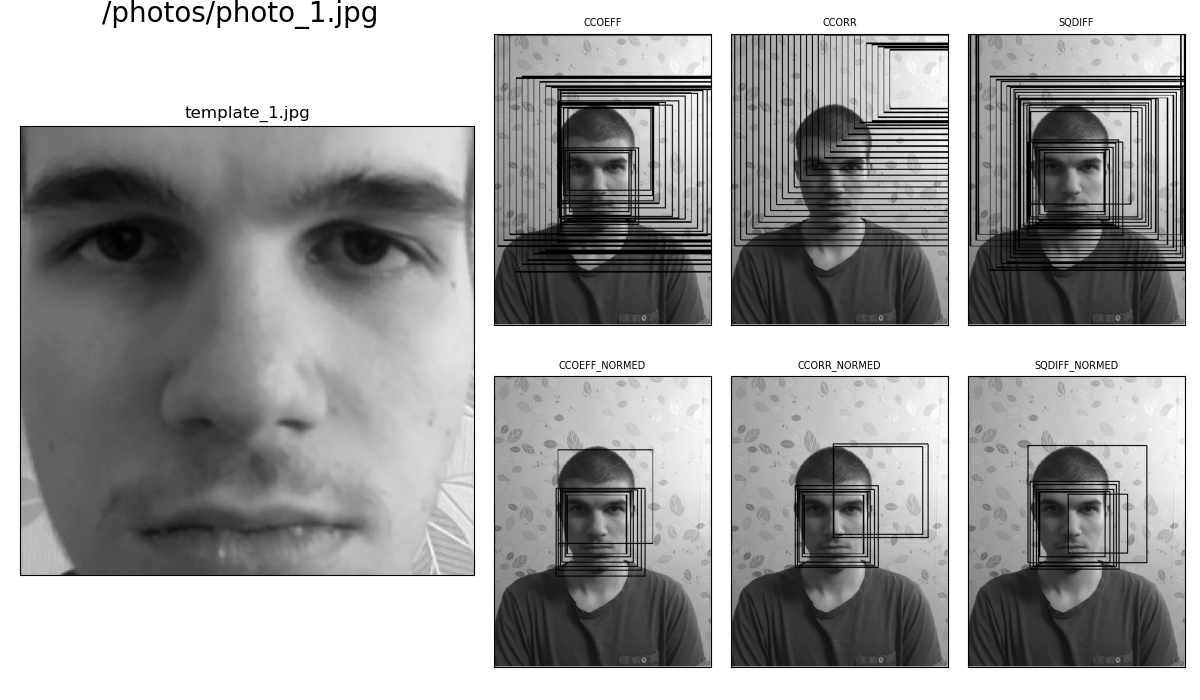 /photos/photo_1.jpg
template_1.jpg
CCOEFF
CCORR
SQDIFF
CCOEFF_NORMED
CCORR_NORMED
SQDIFF_NORMED